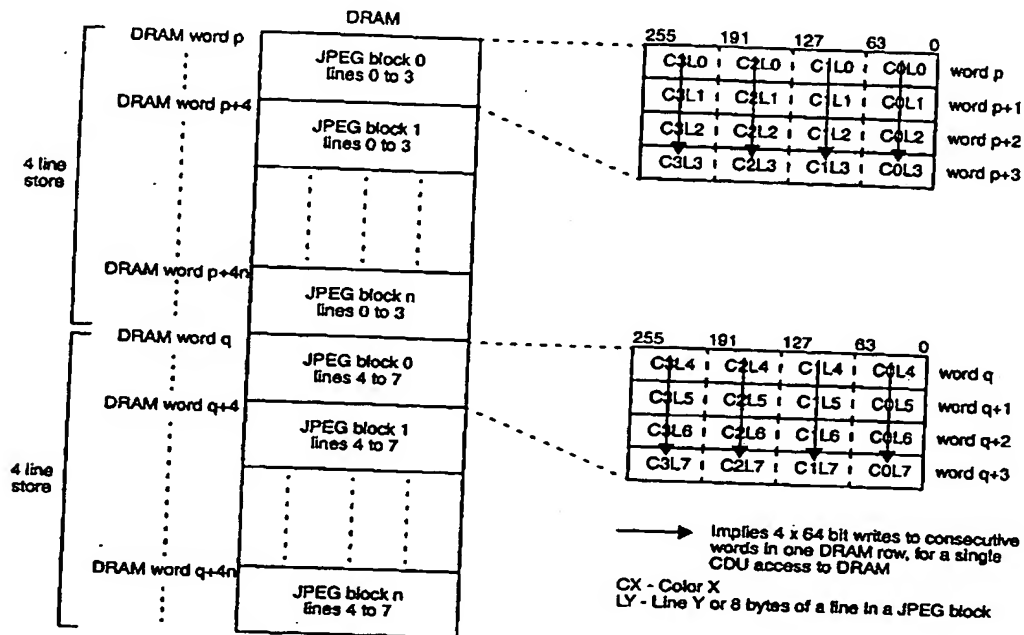 DRAM
DRAM word p
JPEG block 0
lines 0 to 3
DRAM word p+4
JPEG block 1
lines 0 to 3
4 line
store
DRAM word p+4n
JPEG block n
lines 0 to 3
DRAM word q
JPEG block 0
lines 4 to 7
DRAM word q+4
JPEG block 1
lines 4 to 7
4 line
store
DRAM word q+4n
JPEG block n
lines 4 to 7
255 191 127 63 0
C3L0 C2L0 C1L0 C0L0 word p
C3L1 C2L1 C1L1 C0L1 word p+1
C3L2 C2L2 C1L2 C0L2 word p+2
C3L3 C2L3 C1L3 C0L3 word p+3
255 191 127 63 0
C3L4 C2L4 C1L4 C0L4 word q
C3L5 C2L5 C1L5 C0L5 word q+1
C3L6 C2L6 C1L6 C0L6 word q+2
C3L7 C2L7 C1L7 C0L7 word q+3
Implies 4 x 64 bit writes to consecutive
words in one DRAM row, for a single
CDU access to DRAM
CX - Color X
LY - Line Y or 8 bytes of a line in a JPEG block